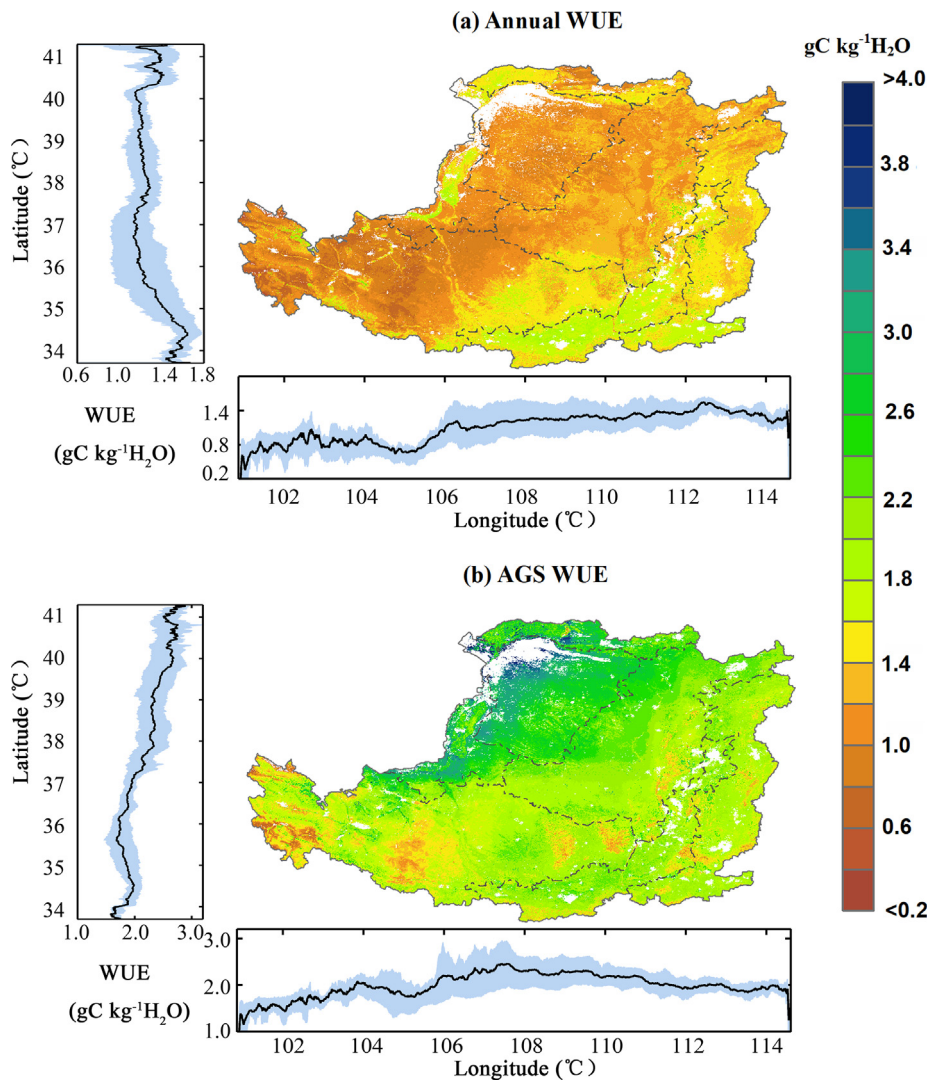 (a) Annual WUE
gC kg⁻¹H₂O
>4.0
3.8
3.4
3.0
2.6
2.2
1.8
1.4
1.0
0.6
<0.2
41
40
39
38
37
36
35
34
Latitude (℃)
0.6 1.0 1.4 1.8
WUE
(gC kg⁻¹H₂O)
1.4
0.8
0.2
102 104 106 108 110 112 114
Longitude (℃)
(b) AGS WUE
41
40
39
38
37
36
35
34
Latitude (℃)
1.0 2.0 3.0
WUE
(gC kg⁻¹H₂O)
3.0
2.0
1.0
102 104 106 108 110 112 114
Longitude (℃)